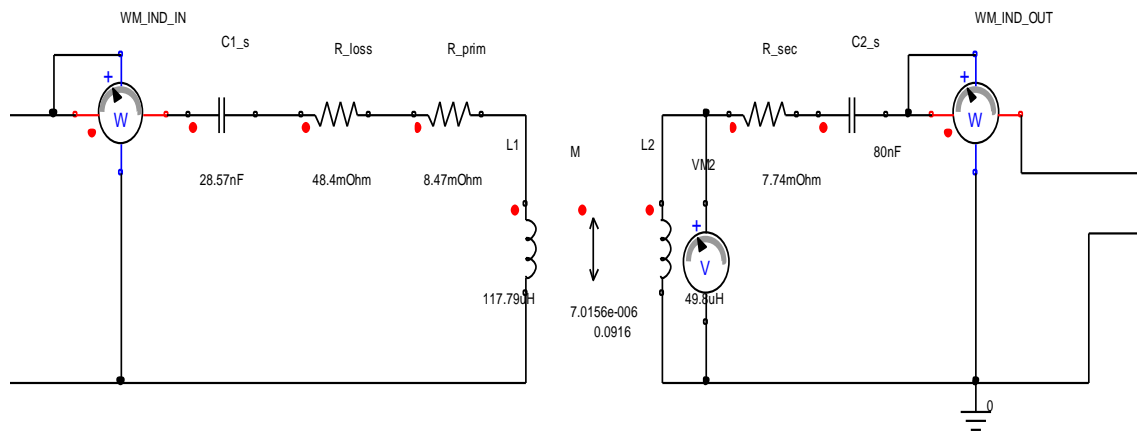 WM_IND_IN
WM_IND_OUT
C1_s
R_loss
R_prim
R_sec
C2_s
+
W
+
W
28.57nF
48.4mOhm
8.47mOhm
L1
M
L2
VM2
7.74mOhm
80nF
+
V
117.79uH
7.0156e-006
0.0916
49.8uH
0